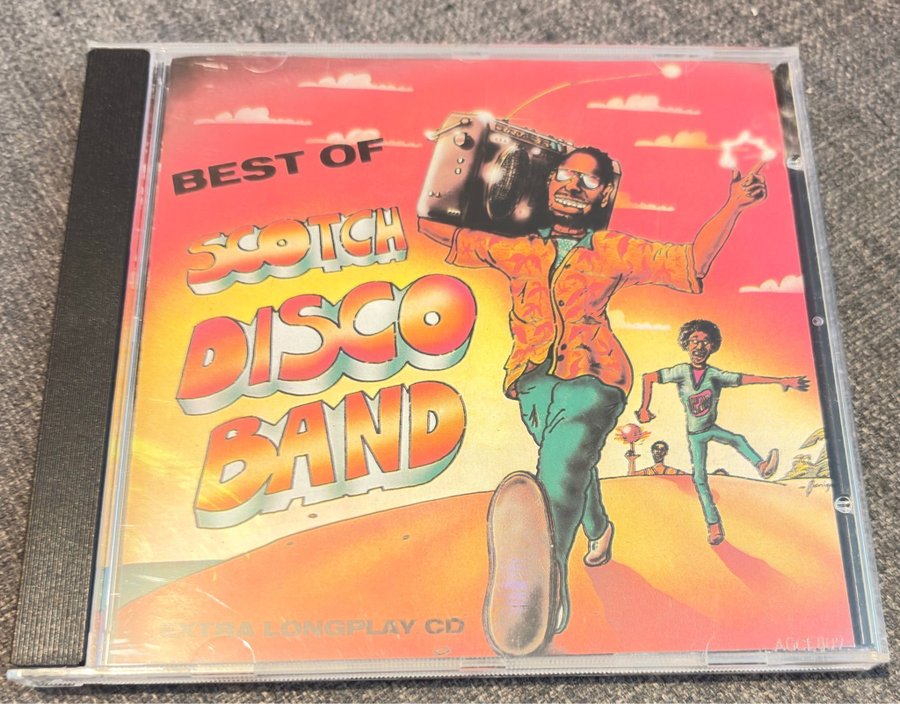 BEST OF
SCOTCH
DISCO
BAND
EXTRA LONGPLAY CD